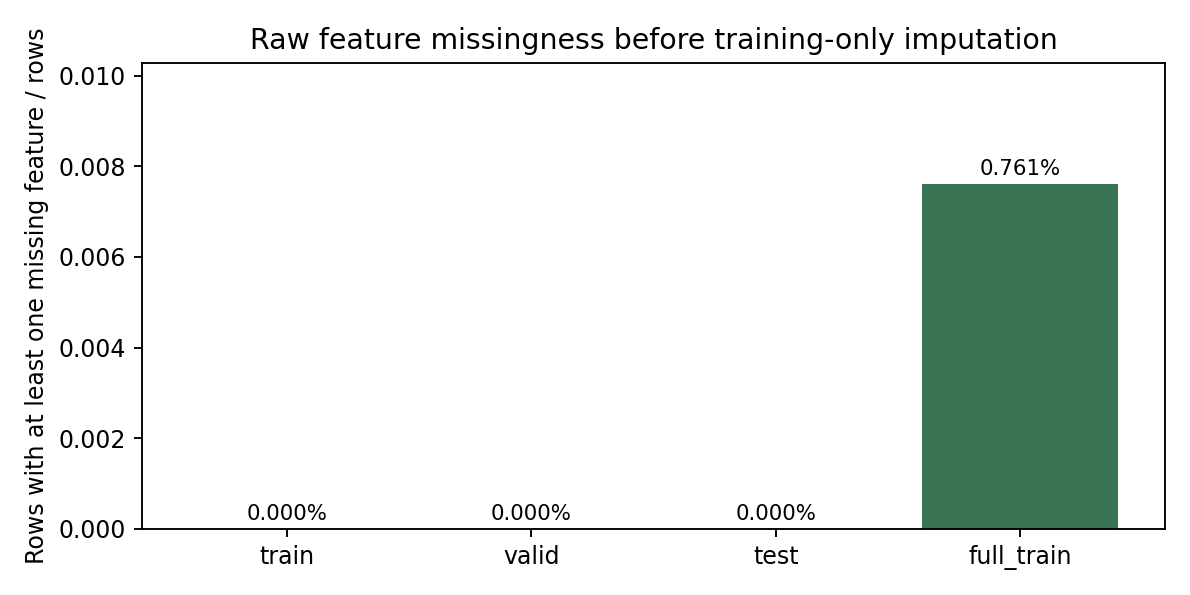 Raw feature missingness before training-only imputation
Rows with at least one missing feature / rows
0.010
0.008
0.006
0.004
0.002
0.000
0.000%
0.000%
0.000%
0.761%
train
valid
test
full_train